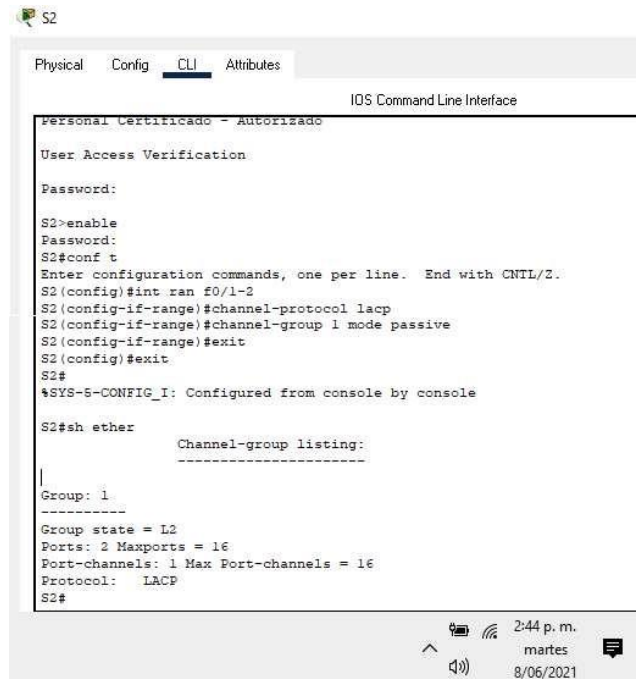 S2
Physical Config CLI Attributes
IOS Command Line Interface
Personal Certificado - Autorizado
User Access Verification
Password:
S2>enable
Password:
S2#conf t
Enter configuration commands, one per line. End with CNTL/Z.
S2(config)#int ran f0/1-2
S2(config-if-range)#channel-protocol lacp
S2(config-if-range)#channel-group 1 mode passive
S2(config-if-range)#exit
S2(config)#exit
S2#
%SYS-5-CONFIG_I: Configured from console by console
S2#sh ether
Channel-group listing:
----------------------
Group: 1
----------
Group state = L2
Ports: 2 Maxports = 16
Port-channels: 1 Max Port-channels = 16
Protocol: LACP
S2#
2:44 p. m.
martes
8/06/2021